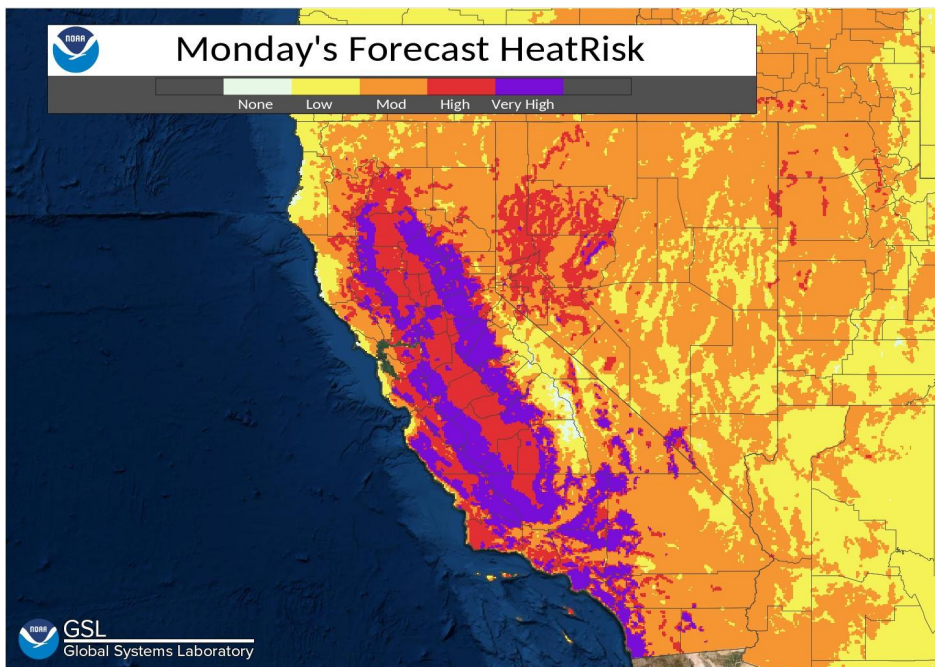 NOAA
Monday's Forecast HeatRisk
None Low Mod High Very High
NOAA
GSL
Global Systems Laboratory